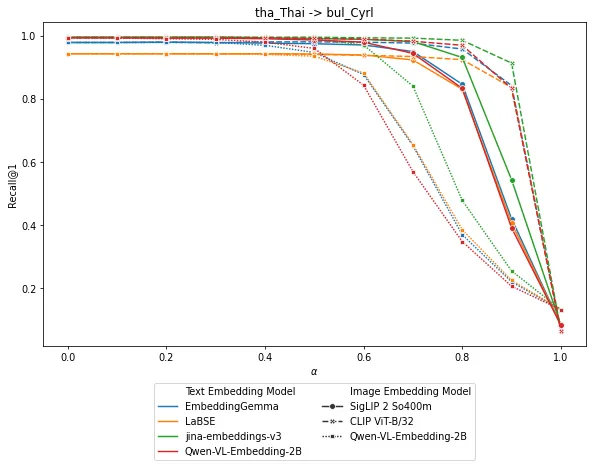 tha_Thai -> bul_Cyrl
Recall@1
1.0
0.8
0.6
0.4
0.2
0.0 0.2 0.4 0.6 0.8 1.0
α
Text Embedding Model
EmbeddingGemma
LaBSE
jina-embeddings-v3
Qwen-VL-Embedding-2B
Image Embedding Model
SigLIP 2 So400m
CLIP ViT-B/32
Qwen-VL-Embedding-2B